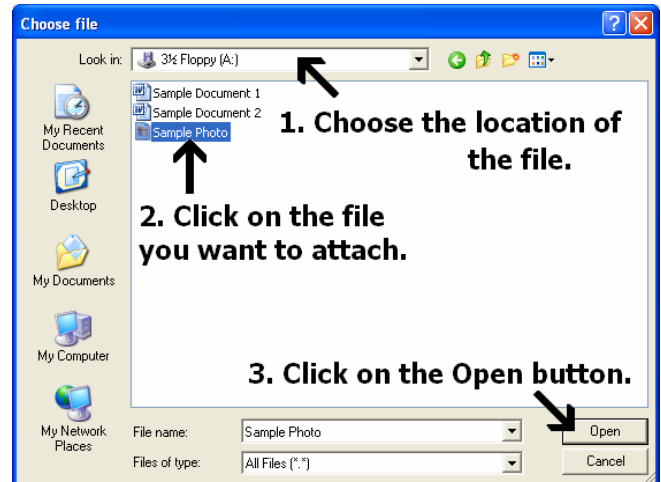 Choose file
Look in:
3½ Floppy (A:)
My Recent
Documents
Desktop
My Documents
My Computer
My Network
Places
Sample Document 1
Sample Document 2
Sample Photo
1. Choose the location of
the file.
2. Click on the file
you want to attach.
3. Click on the Open button.
File name:
Sample Photo
Open
Files of type:
All Files (*.*)
Cancel